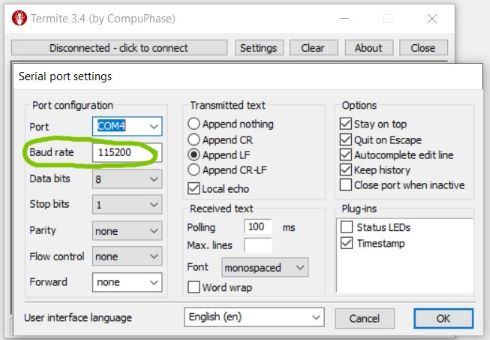 Termite 3.4 (by CompuPhase)
Disconnected - click to connect
Settings
Clear
About
Close
Serial port settings
Port configuration
Port
COM4
Baud rate
115200
Data bits
8
Stop bits
1
Parity
none
Flow control
none
Forward
none
Transmitted text
Append nothing
Append CR
Append LF
Append CR-LF
Local echo
Received text
Polling
100 ms
Max. lines
Font
monospaced
Word wrap
Options
Stay on top
Quit on Escape
Autocomplete edit line
Keep history
Close port when inactive
Plug-ins
Status LEDs
Timestamp
User interface language
English (en)
Cancel
OK